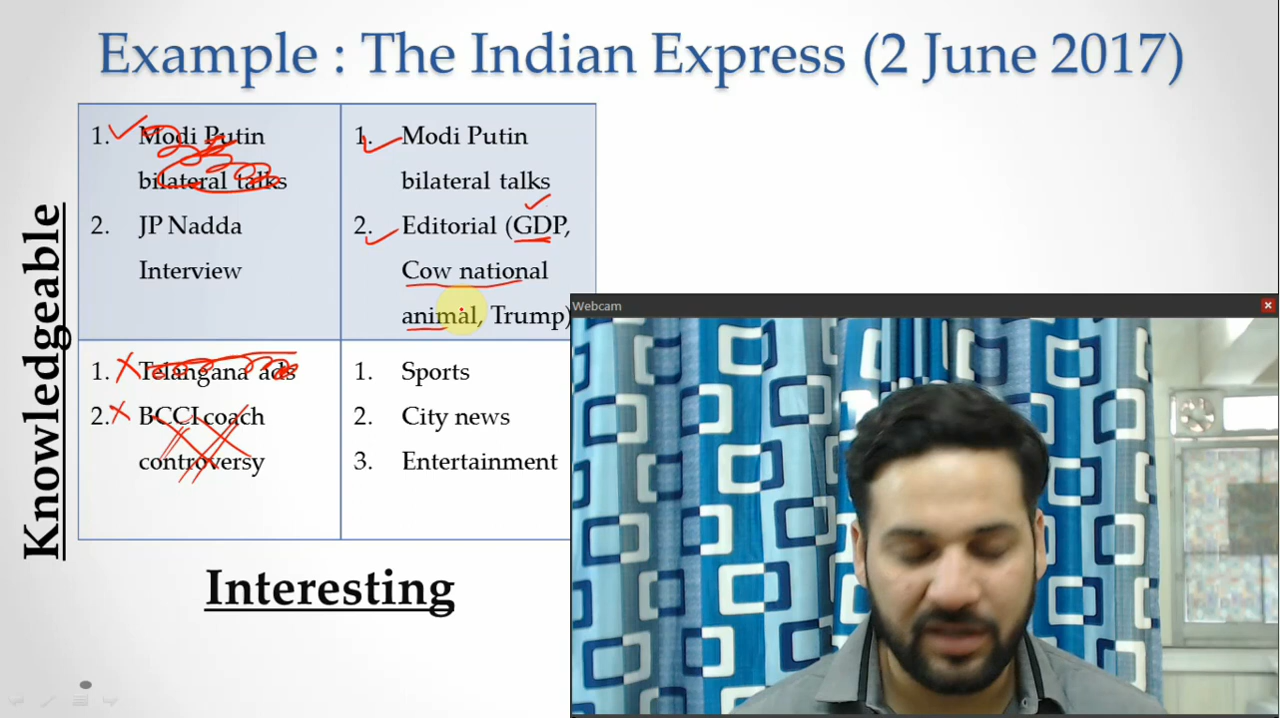 Example : The Indian Express (2 June 2017)
1. Modi Putin
bilateral talks
2. JP Nadda
Interview
1. Modi Putin
bilateral talks
2. Editorial (GDP,
Cow national
animal, Trump)
1. Telangana ads
2. BCCI coach
controversy
1. Sports
2. City news
3. Entertainment
Knowledgeable
Interesting
Webcam